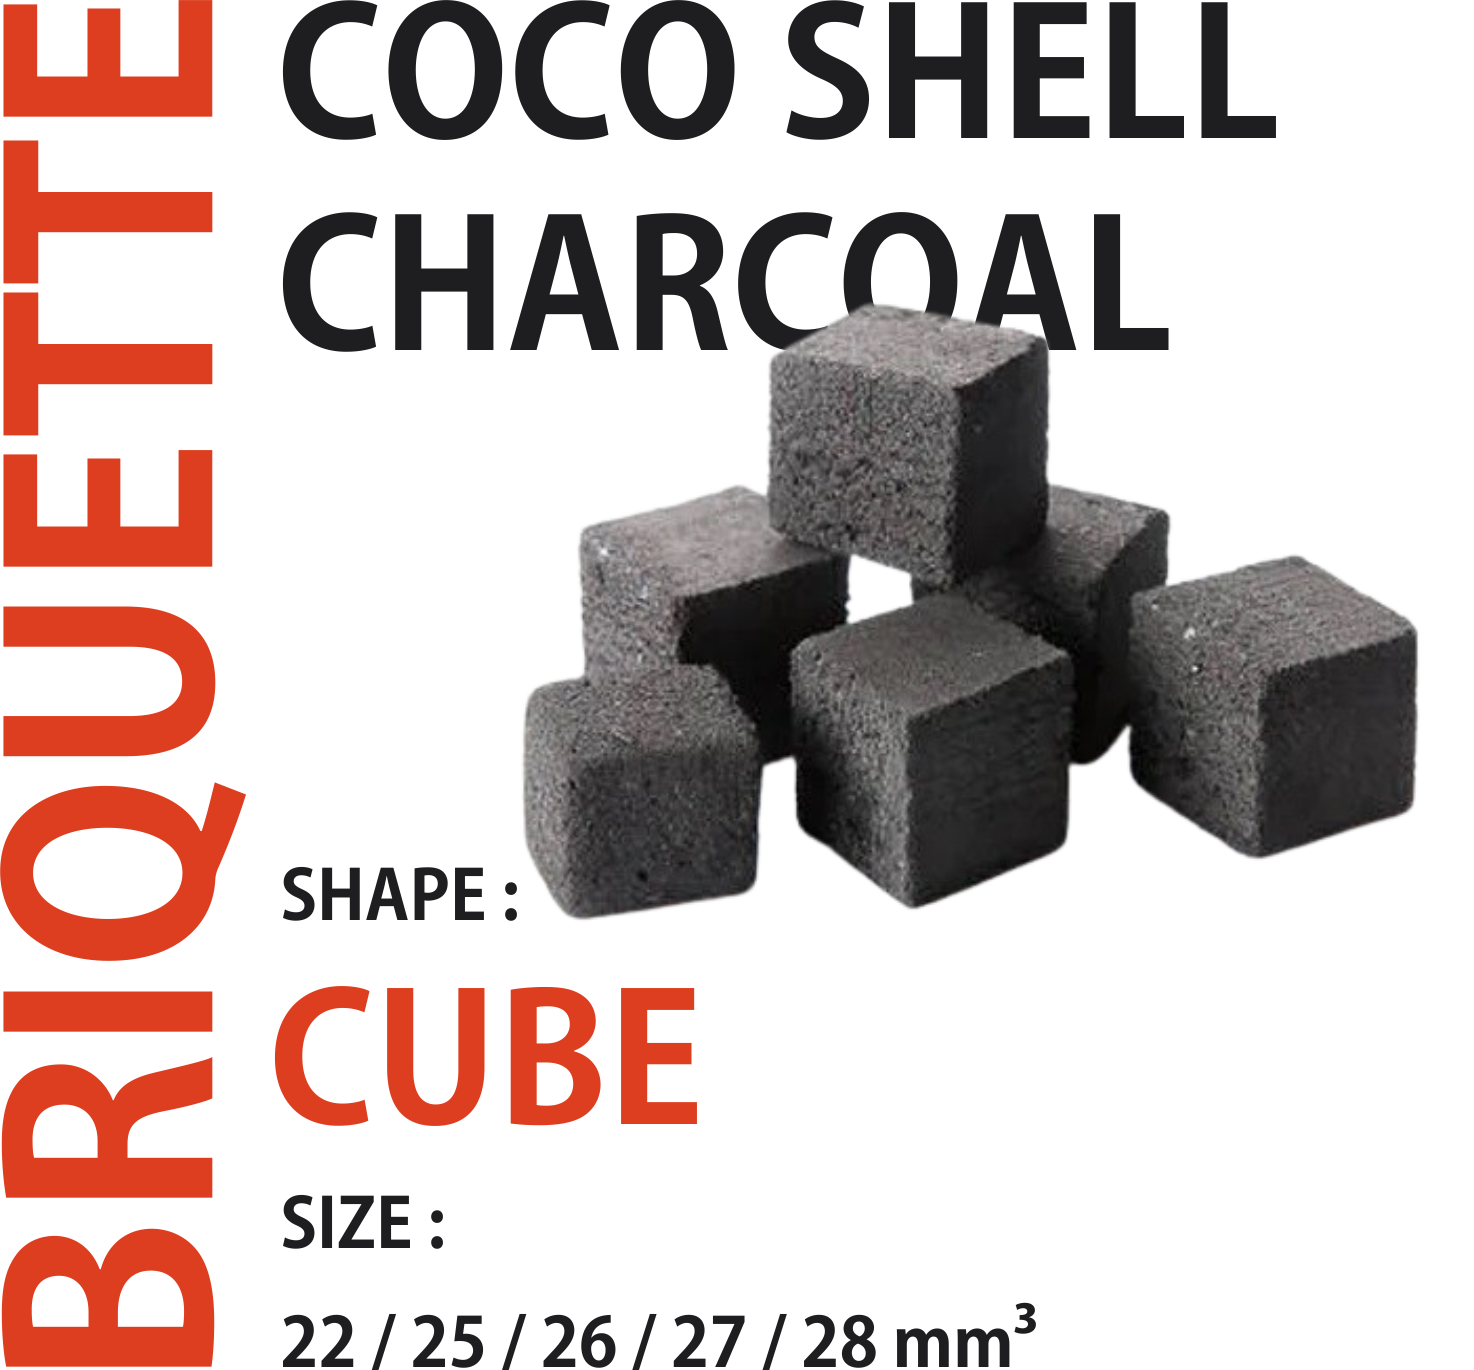 BRIQUETTE
COCO SHELL
CHARCOAL
SHAPE :
CUBE
SIZE :
22 / 25 / 26 / 27 / 28 mm³